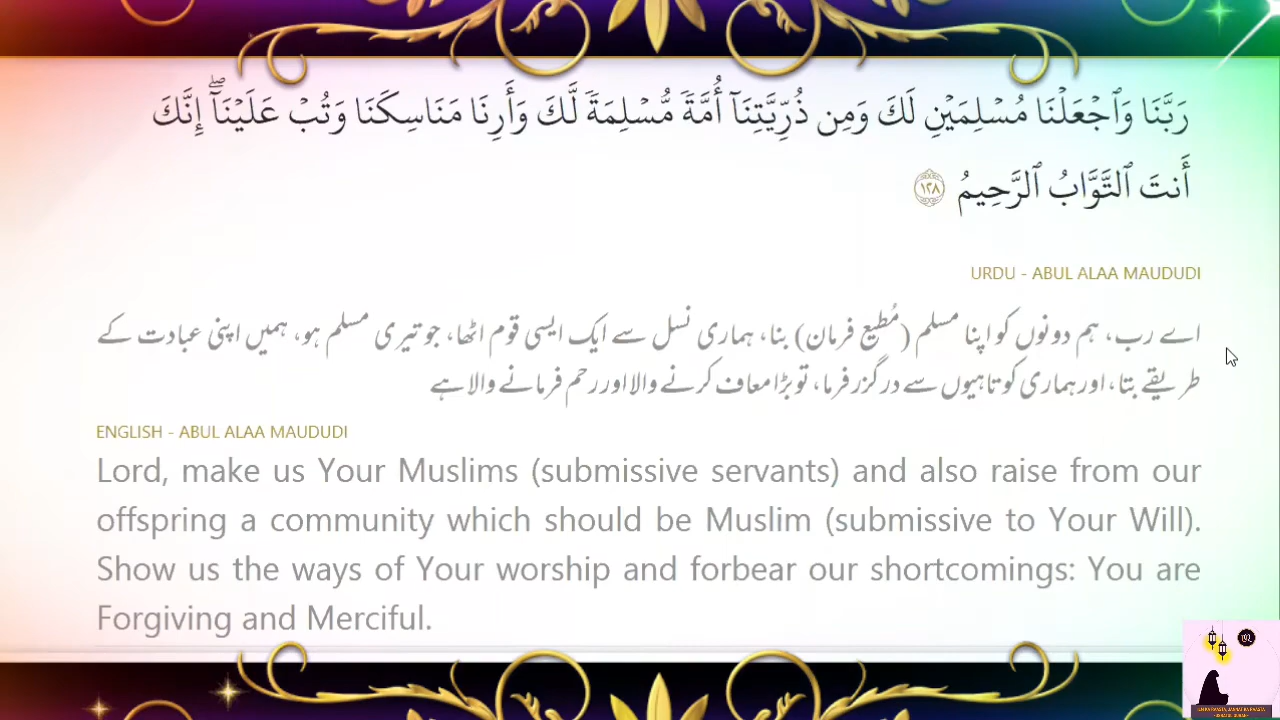 رَبَّنَا وَٱجۡعَلۡنَا مُسۡلِمَيۡنِ لَكَ وَمِن ذُرِّيَّتِنَآ أُمَّةٗ مُّسۡلِمَةٗ لَّكَ وَأَرِنَا مَنَاسِكَنَا وَتُبۡ عَلَيۡنَآۖ إِنَّكَ
أَنتَ ٱلتَّوَّابُ ٱلرَّحِيمُ ١٢٨
URDU - ABUL ALAA MAUDUDI
اے رب، ہم دونوں کو اپنا مسلم (مُطیع فرمان) بنا، ہماری نسل سے ایک ایسی قوم اٹھا، جو تیری مسلم ہو، ہمیں اپنی عبادت کے
طریقے بتا، اور ہماری کوتاہیوں سے در گزر فرما، تو بڑا معاف کرنے والا اور رحم فرمانے والا ہے
ENGLISH - ABUL ALAA MAUDUDI
Lord, make us Your Muslims (submissive servants) and also raise from our
offspring a community which should be Muslim (submissive to Your Will).
Show us the ways of Your worship and forbear our shortcomings: You are
Forgiving and Merciful.